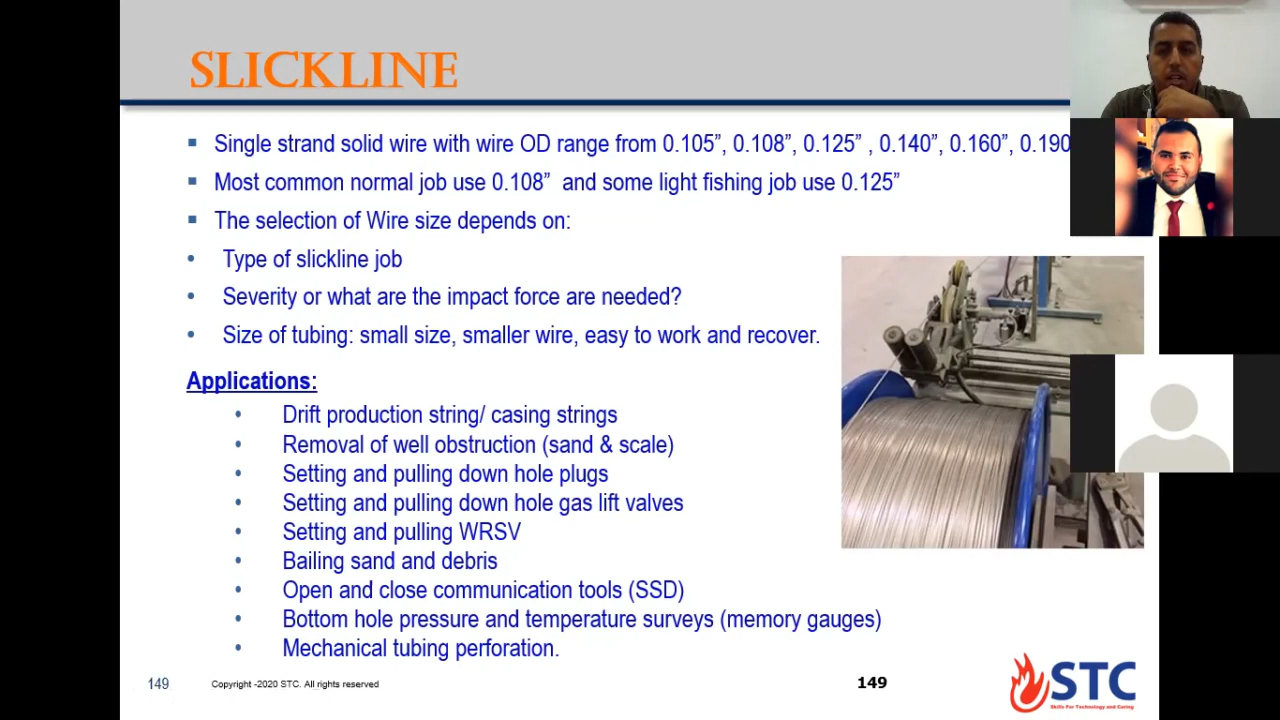 SLICKLINE
Single strand solid wire with wire OD range from 0.105”, 0.108”, 0.125” , 0.140”, 0.160”, 0.190
Most common normal job use 0.108” and some light fishing job use 0.125”
The selection of Wire size depends on:
Type of slickline job
Severity or what are the impact force are needed?
Size of tubing: small size, smaller wire, easy to work and recover.
Applications:
Drift production string/ casing strings
Removal of well obstruction (sand & scale)
Setting and pulling down hole plugs
Setting and pulling down hole gas lift valves
Setting and pulling WRSV
Bailing sand and debris
Open and close communication tools (SSD)
Bottom hole pressure and temperature surveys (memory gauges)
Mechanical tubing perforation.
149
Copyright -2020 STC. All rights reserved
149
STC
Skills For Technology and Caring